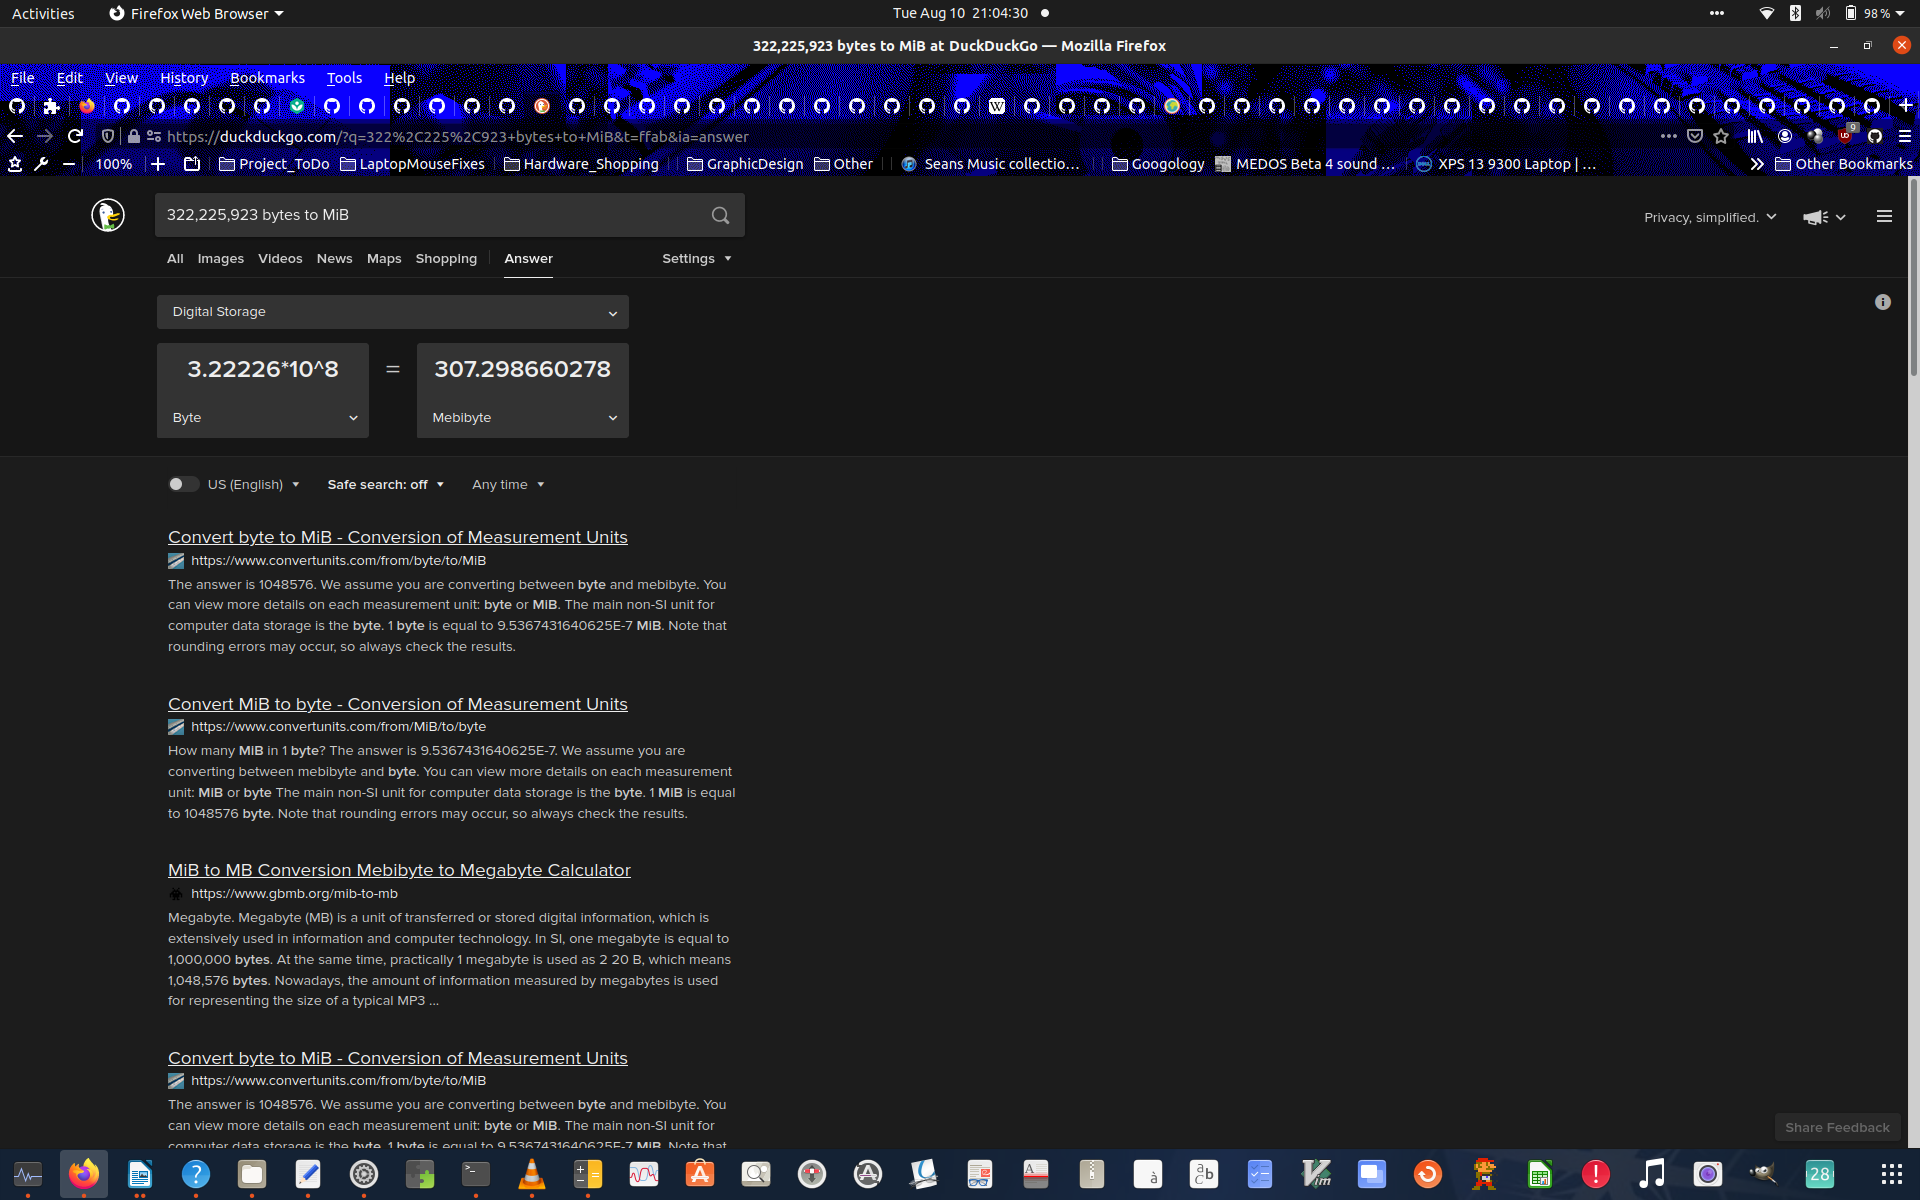 Activities
Firefox Web Browser
Tue Aug 10 21:04:30
98 %
322,225,923 bytes to MiB at DuckDuckGo — Mozilla Firefox
File Edit View History Bookmarks Tools Help
https://duckduckgo.com/?q=322%2C225%2C923+bytes+to+MiB&t=ffab&ia=answer
9
100%
Project_ToDo
LaptopMouseFixes
Hardware_Shopping
GraphicDesign
Other
Seans Music collectio…
Googology
MEDOS Beta 4 sound …
XPS 13 9300 Laptop | …
Other Bookmarks
322,225,923 bytes to MiB
Privacy, simplified.
All Images Videos News Maps Shopping Answer Settings
Digital Storage
3.22226*10^8 = 307.298660278
Byte Mebibyte
US (English) Safe search: off Any time
Convert byte to MiB - Conversion of Measurement Units
https://www.convertunits.com/from/byte/to/MiB
The answer is 1048576. We assume you are converting between byte and mebibyte. You
can view more details on each measurement unit: byte or MiB. The main non-SI unit for
computer data storage is the byte. 1 byte is equal to 9.5367431640625E-7 MiB. Note that
rounding errors may occur, so always check the results.
Convert MiB to byte - Conversion of Measurement Units
https://www.convertunits.com/from/MiB/to/byte
How many MiB in 1 byte? The answer is 9.5367431640625E-7. We assume you are
converting between mebibyte and byte. You can view more details on each measurement
unit: MiB or byte The main non-SI unit for computer data storage is the byte. 1 MiB is equal
to 1048576 byte. Note that rounding errors may occur, so always check the results.
MiB to MB Conversion Mebibyte to Megabyte Calculator
https://www.gbmb.org/mib-to-mb
Megabyte. Megabyte (MB) is a unit of transferred or stored digital information, which is
extensively used in information and computer technology. In SI, one megabyte is equal to
1,000,000 bytes. At the same time, practically 1 megabyte is used as 2 20 B, which means
1,048,576 bytes. Nowadays, the amount of information measured by megabytes is used
for representing the size of a typical MP3 ...
Convert byte to MiB - Conversion of Measurement Units
https://www.convertunits.com/from/byte/to/MiB
The answer is 1048576. We assume you are converting between byte and mebibyte. You
can view more details on each measurement unit: byte or MiB. The main non-SI unit for
computer data storage is the byte. 1 byte is equal to 9.5367431640625E-7 MiB. Note that
Share Feedback
28